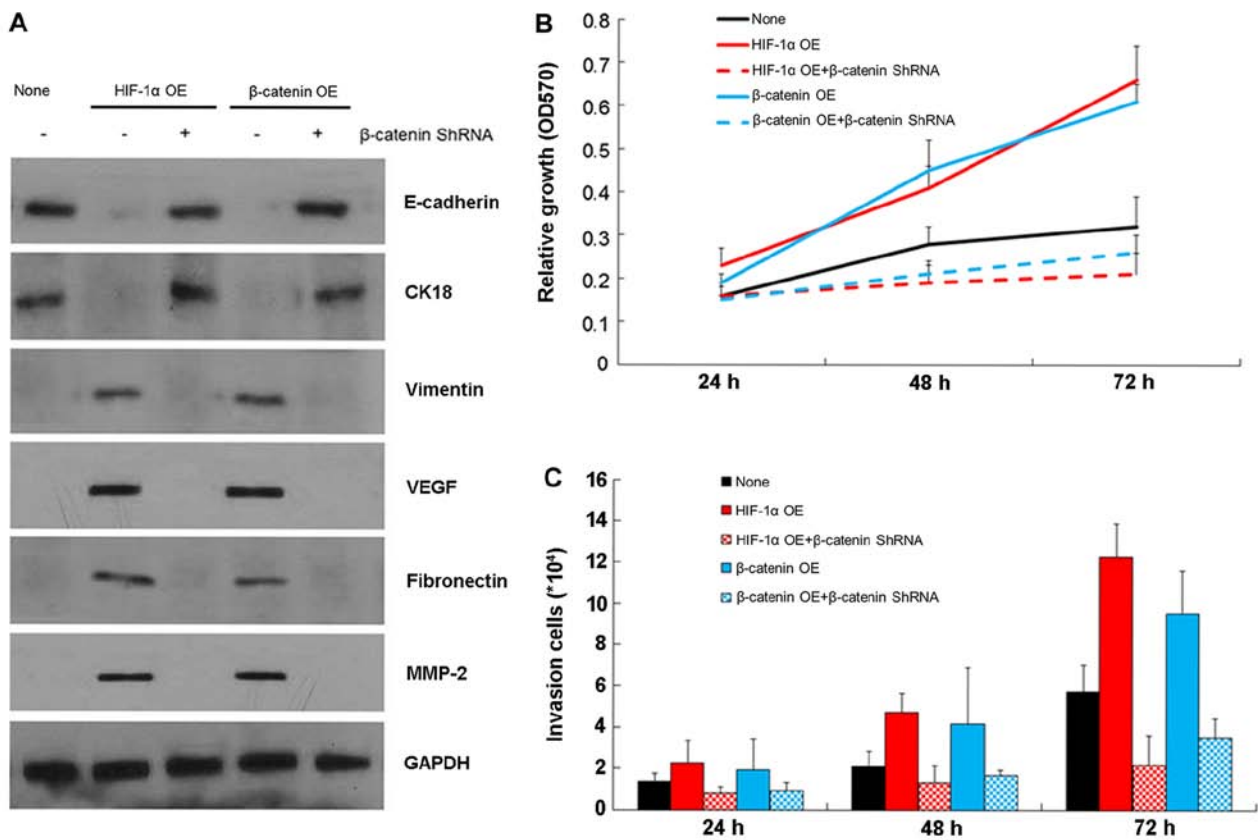 A
None
HIF-1α OE
β-catenin OE
- - + - + β-catenin ShRNA
E-cadherin
CK18
Vimentin
VEGF
Fibronectin
MMP-2
GAPDH
B
None
HIF-1α OE
HIF-1α OE+β-catenin ShRNA
β-catenin OE
β-catenin OE+β-catenin ShRNA
Relative growth (OD570)
0.8
0.7
0.6
0.5
0.4
0.3
0.2
0.1
0
24 h
48 h
72 h
C
None
HIF-1α OE
HIF-1α OE+β-catenin ShRNA
β-catenin OE
β-catenin OE+β-catenin ShRNA
Invasion cells (*10⁴)
16
14
12
10
8
6
4
2
0
24 h
48 h
72 h